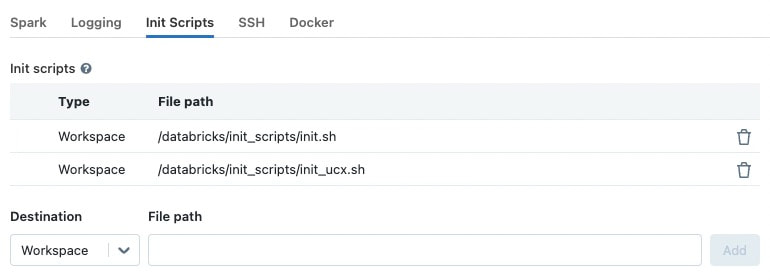 Spark Logging Init Scripts SSH Docker
Init scripts ?
Type File path
Workspace /databricks/init_scripts/init.sh
Workspace /databricks/init_scripts/init_ucx.sh
Destination File path
Workspace Add